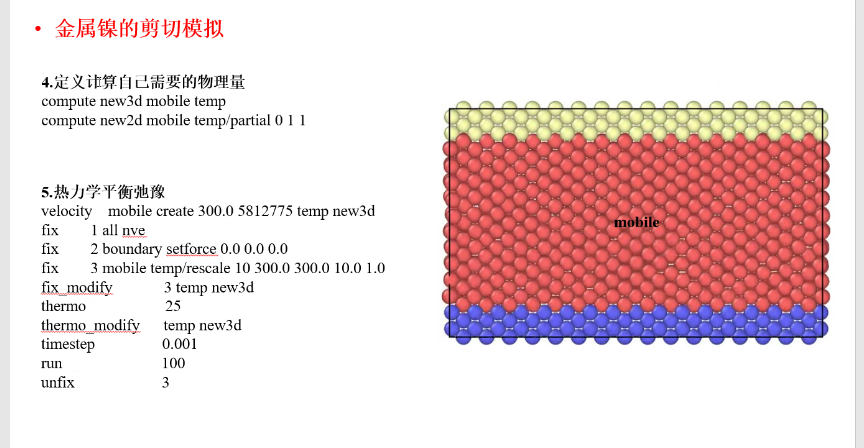 • 金属镍的剪切模拟
4.定义计算自己需要的物理量
compute new3d mobile temp
compute new2d mobile temp/partial 0 1 1
5.热力学平衡弛豫
velocity mobile create 300.0 5812775 temp new3d
fix 1 all nve
fix 2 boundary setforce 0.0 0.0 0.0
fix 3 mobile temp/rescale 10 300.0 300.0 10.0 1.0
fix_modify 3 temp new3d
thermo 25
thermo_modify temp new3d
timestep 0.001
run 100
unfix 3
mobile